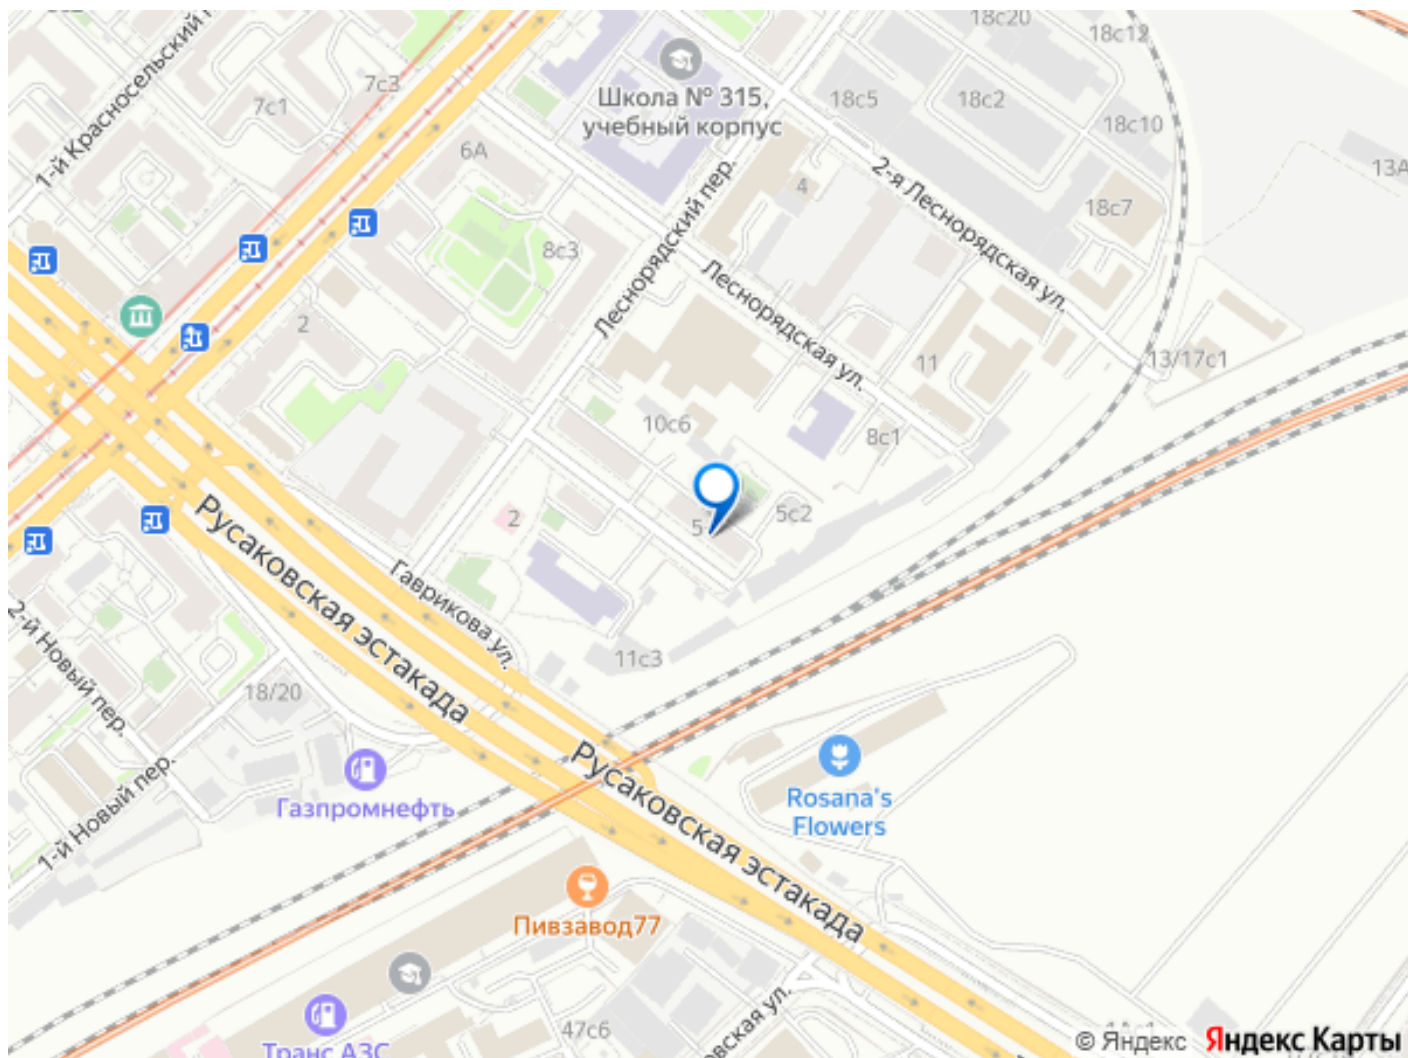 18с20
18с12
1-й Красносельский п
7с3
7с1
Школа № 315,
учебный корпус
18с5
18с2
18с10
6А
13А
2-я Леснорядская ул.
4
Леснорядский пер.
18с7
8с3
Леснорядская ул.
2
11
13/17с1
10с6
8с1
5с2
5
2
Русаковская эстакада
Гаврикова ул.
2-й Новый пер.
11с3
18/20
Русаковская эстакада
Газпромнефть
1-й Новый пер.
Rosana's
Flowers
Пивзавод77
47с6
Транс АЗС
овская ул.
© Яндекс Яндекс Карты